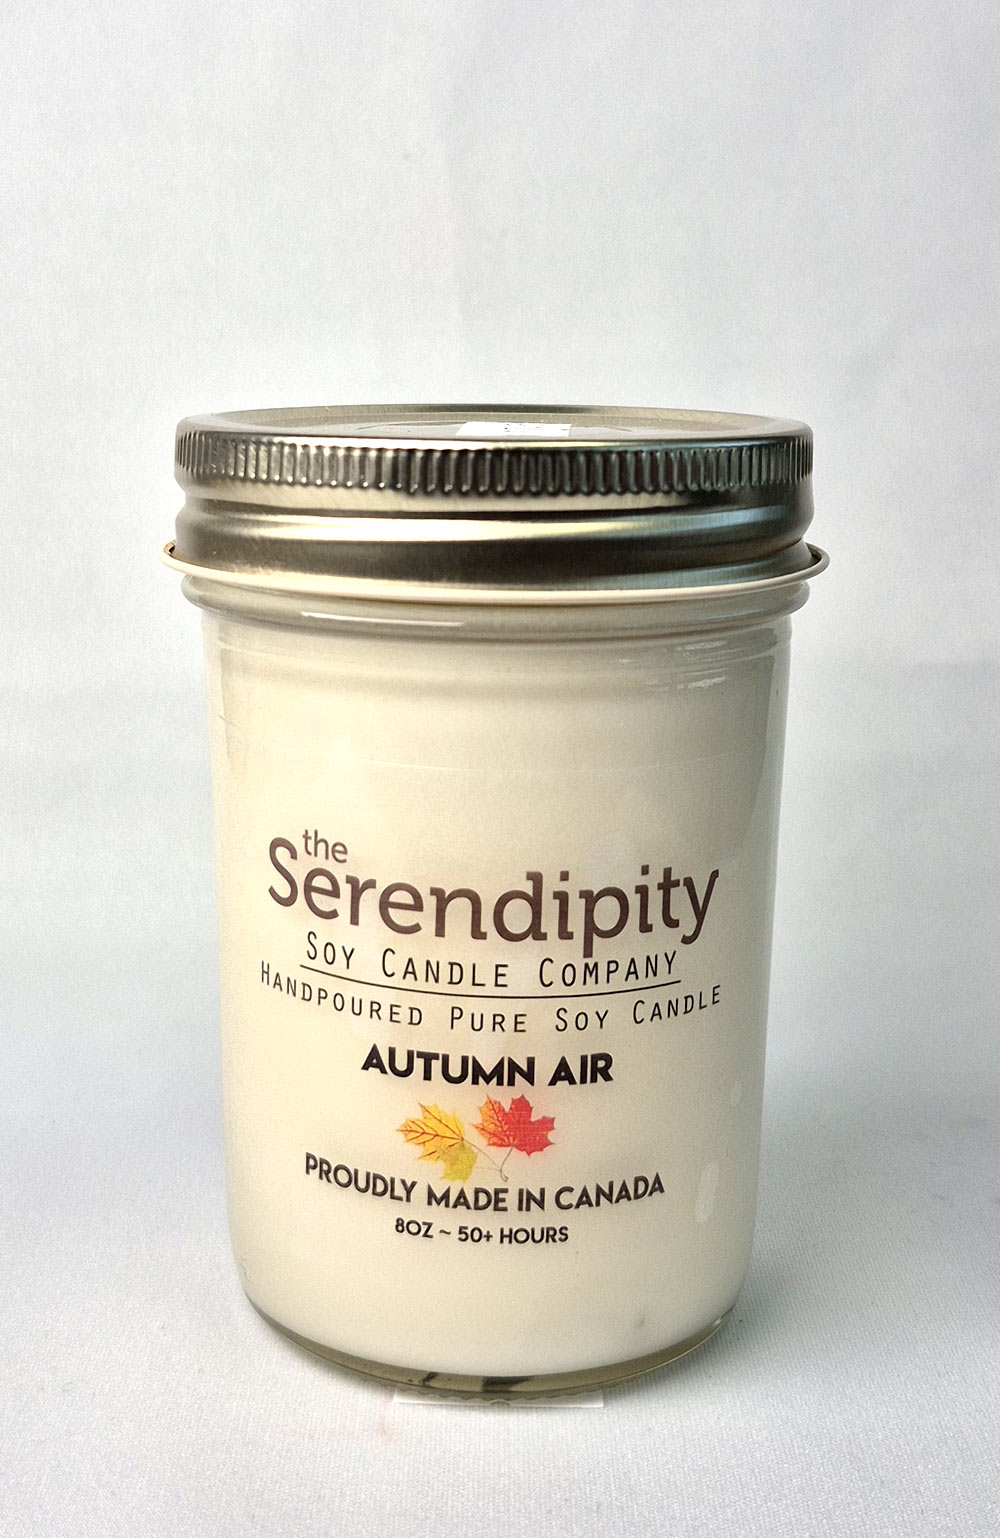 the
Serendipity
SOY CANDLE COMPANY
HANDPOURED PURE SOY CANDLE
AUTUMN AIR
PROUDLY MADE IN CANADA
8OZ ~ 50+ HOURS